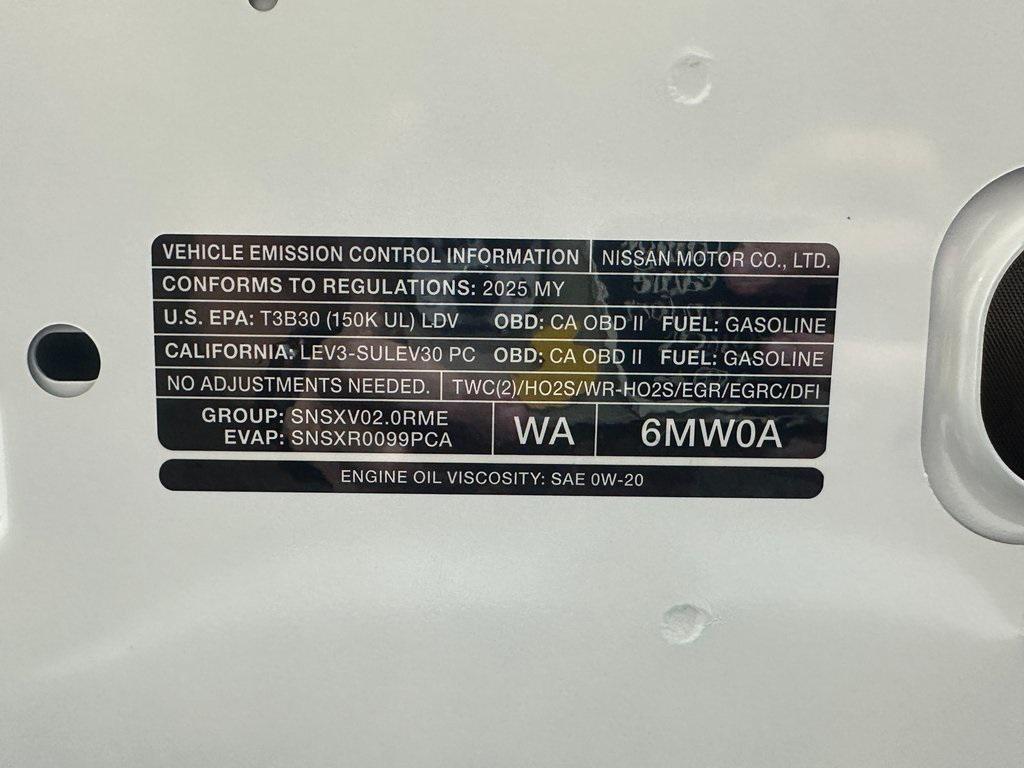 VEHICLE EMISSION CONTROL INFORMATION NISSAN MOTOR CO., LTD.
CONFORMS TO REGULATIONS: 2025 MY
U.S. EPA: T3B30 (150K UL) LDV OBD: CA OBD II FUEL: GASOLINE
CALIFORNIA: LEV3-SULEV30 PC OBD: CA OBD II FUEL: GASOLINE
NO ADJUSTMENTS NEEDED. TWC(2)/HO2S/WR-HO2S/EGR/EGRC/DFI
GROUP: SNSXV02.0RME
EVAP: SNSXR0099PCA
WA 6MW0A
ENGINE OIL VISCOSITY: SAE 0W-20